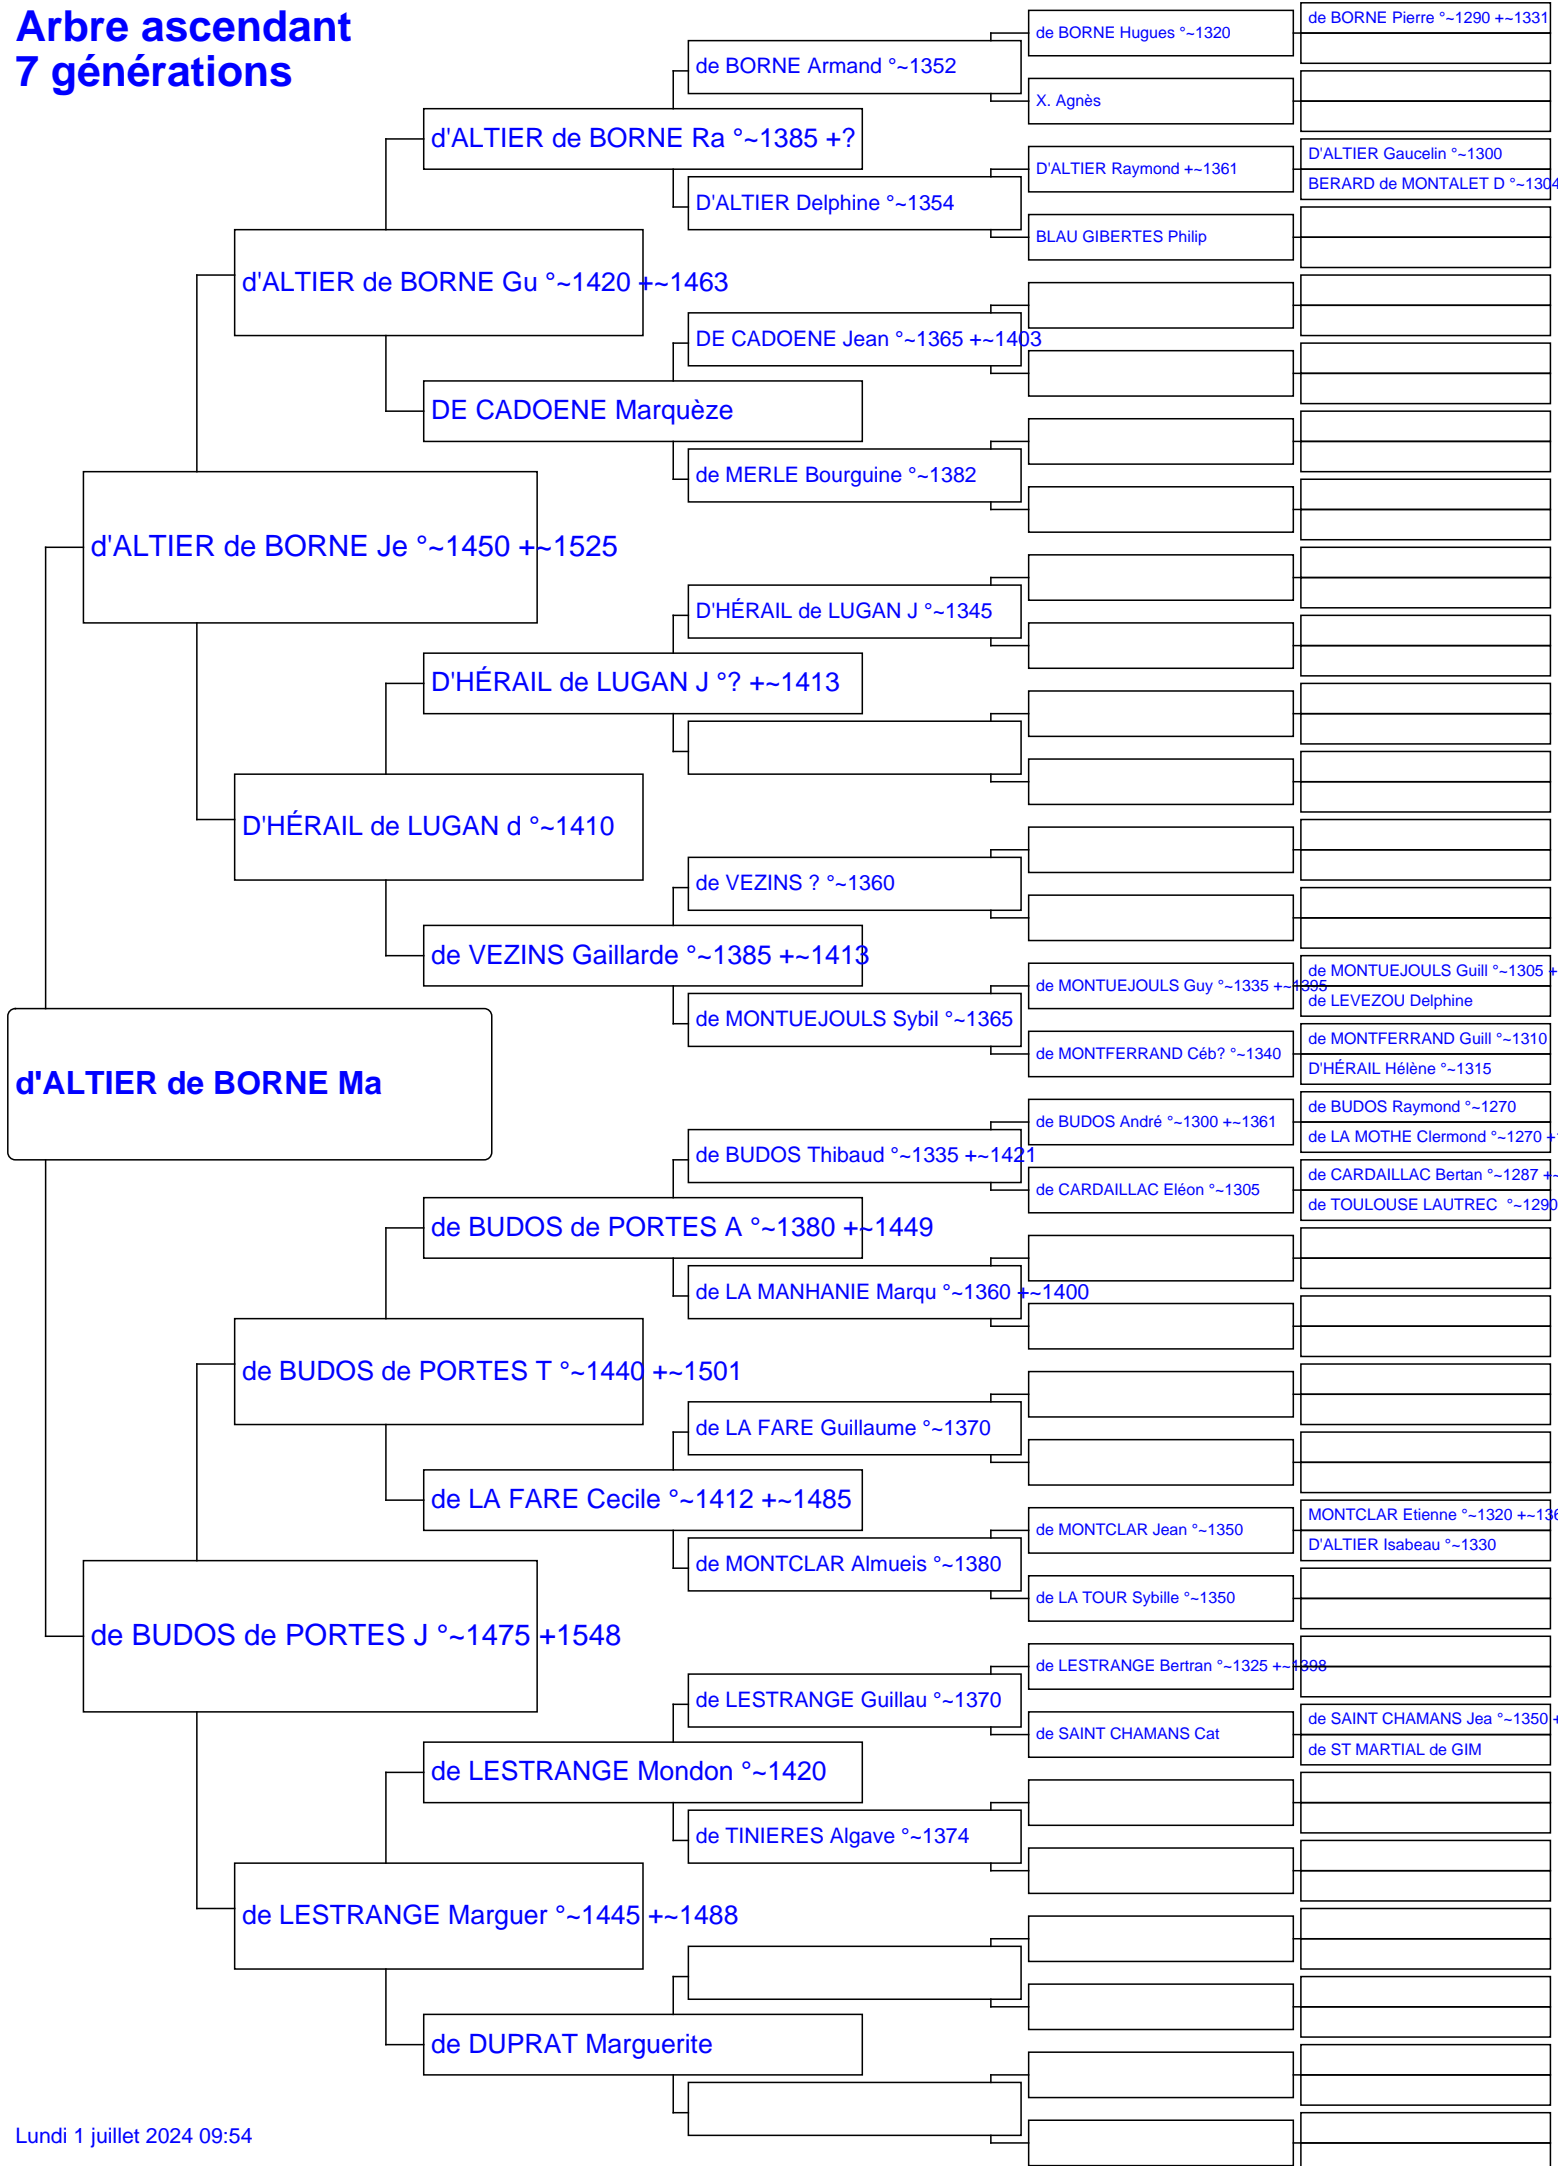 Arbre ascendant
7 générations
de BORNE Pierre °~1290 +~1331
de BORNE Hugues °~1320
de BORNE Armand °~1352
X. Agnès
d'ALTIER de BORNE Ra °~1385 +?
D'ALTIER Gaucelin °~1300
D'ALTIER Raymond +~1361
BERARD de MONTALET D °~1304
D'ALTIER Delphine °~1354
BLAU GIBERTES Philip
d'ALTIER de BORNE Gu °~1420 +~1463
DE CADOENE Jean °~1365 +~1403
DE CADOENE Marquèze
de MERLE Bourguine °~1382
d'ALTIER de BORNE Je °~1450 +~1525
D'HÉRAIL de LUGAN J °~1345
D'HÉRAIL de LUGAN J °? +~1413
D'HÉRAIL de LUGAN d °~1410
de VEZINS ? °~1360
de VEZINS Gaillarde °~1385 +~1413
de MONTUEJOULS Guill °~1305 +
de MONTUEJOULS Guy °~1335 +~1395
de LEVEZOU Delphine
de MONTUEJOULS Sybil °~1365
de MONTFERRAND Guill °~1310
de MONTFERRAND Céb? °~1340
D'HÉRAIL Hélène °~1315
d'ALTIER de BORNE Ma
de BUDOS Raymond °~1270
de BUDOS André °~1300 +~1361
de LA MOTHE Clermond °~1270 +
de BUDOS Thibaud °~1335 +~1421
de CARDAILLAC Bertan °~1287 +~
de CARDAILLAC Eléon °~1305
de TOULOUSE LAUTREC °~1290
de BUDOS de PORTES A °~1380 +~1449
de LA MANHANIE Marqu °~1360 +~1400
de BUDOS de PORTES T °~1440 +~1501
de LA FARE Guillaume °~1370
de LA FARE Cecile °~1412 +~1485
MONTCLAR Etienne °~1320 +~136
de MONTCLAR Jean °~1350
D'ALTIER Isabeau °~1330
de MONTCLAR Almueis °~1380
de LA TOUR Sybille °~1350
de BUDOS de PORTES J °~1475 +1548
de LESTRANGE Bertran °~1325 +~1398
de LESTRANGE Guillau °~1370
de SAINT CHAMANS Jea °~1350 +
de SAINT CHAMANS Cat
de ST MARTIAL de GIM
de LESTRANGE Mondon °~1420
de TINIERES Algave °~1374
de LESTRANGE Marguer °~1445 +~1488
de DUPRAT Marguerite
Lundi 1 juillet 2024 09:54